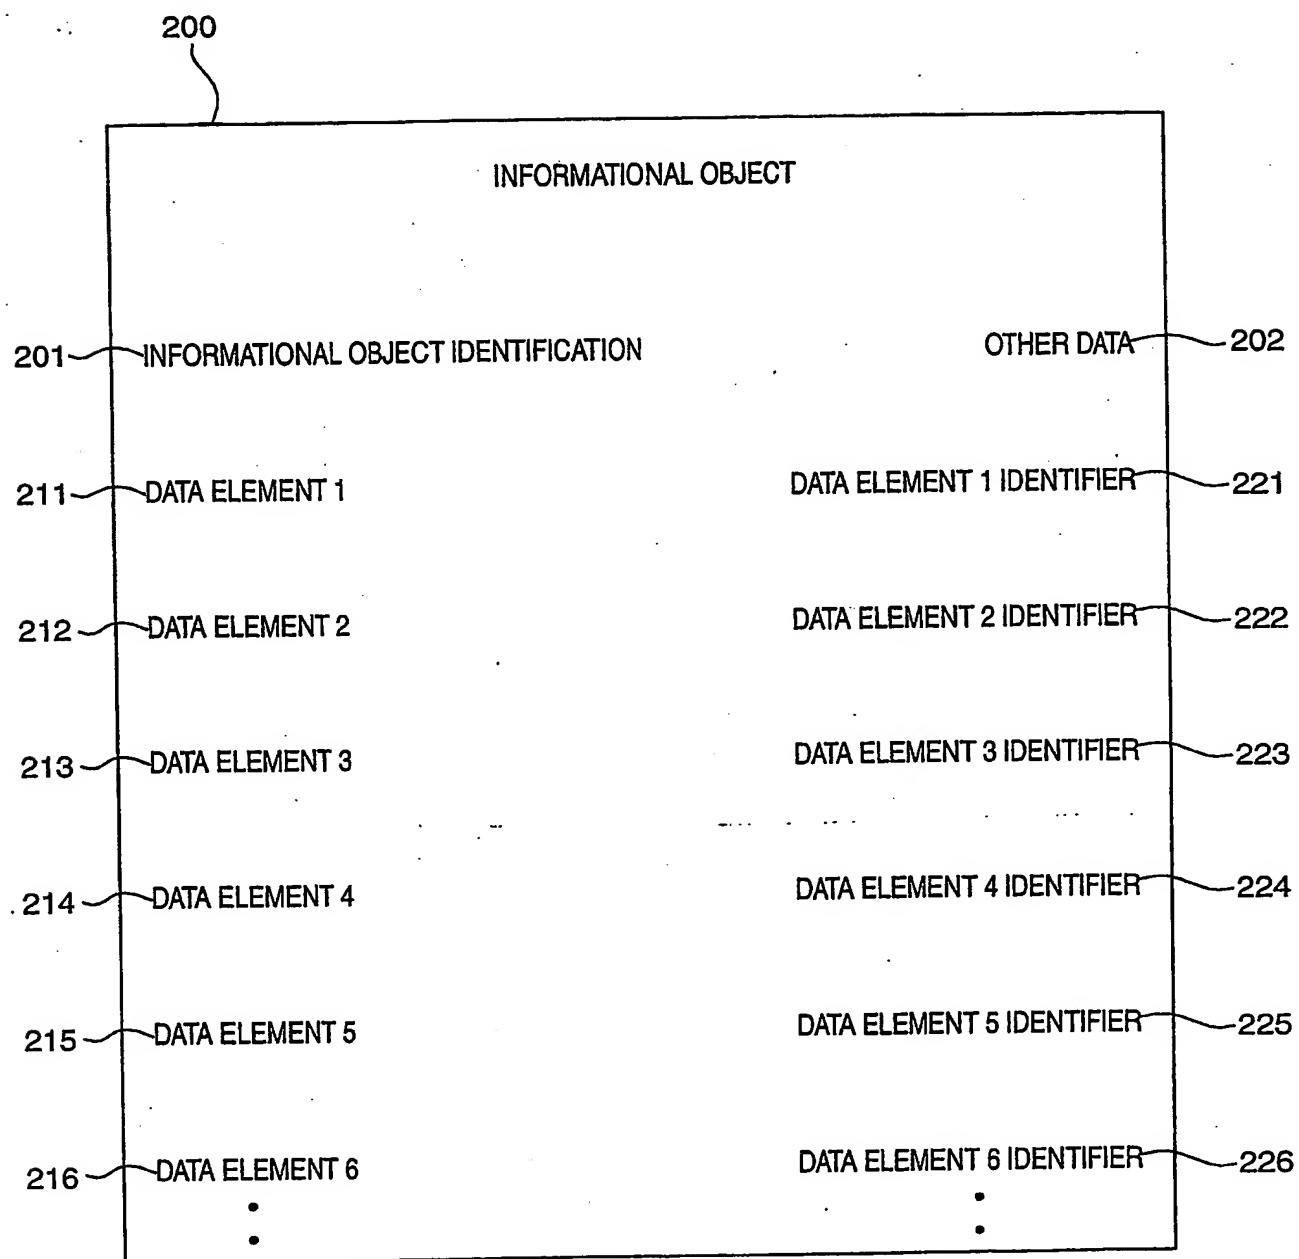 200
INFORMATIONAL OBJECT
201 INFORMATIONAL OBJECT IDENTIFICATION OTHER DATA 202
211 DATA ELEMENT 1 DATA ELEMENT 1 IDENTIFIER 221
212 DATA ELEMENT 2 DATA ELEMENT 2 IDENTIFIER 222
213 DATA ELEMENT 3 DATA ELEMENT 3 IDENTIFIER 223
214 DATA ELEMENT 4 DATA ELEMENT 4 IDENTIFIER 224
215 DATA ELEMENT 5 DATA ELEMENT 5 IDENTIFIER 225
216 DATA ELEMENT 6 DATA ELEMENT 6 IDENTIFIER 226